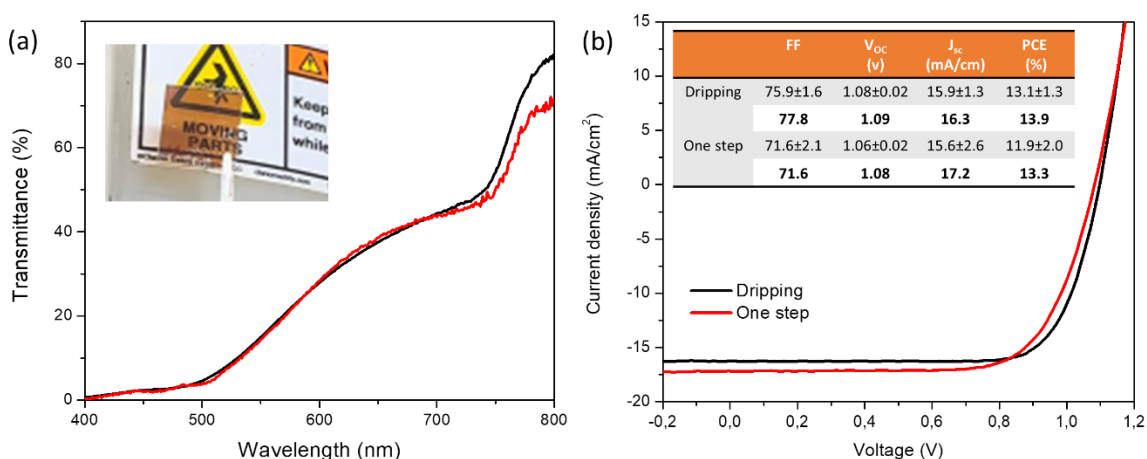 (a)
Transmittance (%)
80
60
40
20
0
400 500 600 700 800
Wavelength (nm)
Keep
from
while
MOVING
PARTS
(b)
Current density (mA/cm2)
15
10
5
0
-5
-10
-15
-20
-0,2 0,0 0,2 0,4 0,6 0,8 1,0 1,2
Voltage (V)
FF VOC (v) Jsc (mA/cm) PCE (%)
Dripping 75.9±1.6 1.08±0.02 15.9±1.3 13.1±1.3
77.8 1.09 16.3 13.9
One step 71.6±2.1 1.06±0.02 15.6±2.6 11.9±2.0
71.6 1.08 17.2 13.3
Dripping
One step